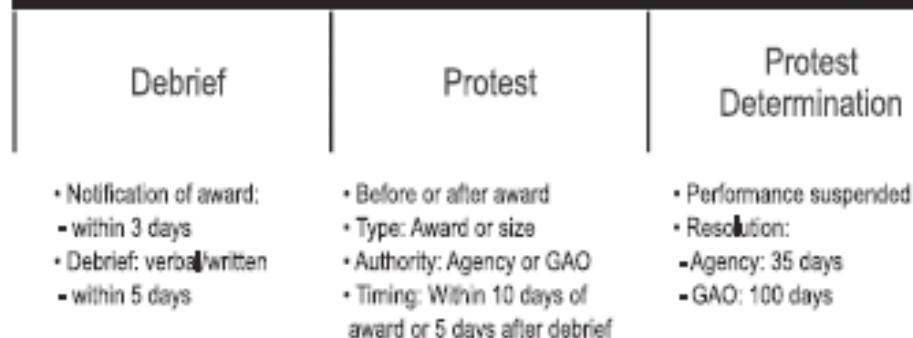 Debrief
• Notification of award:
- within 3 days
• Debrief: verbal/written
- within 5 days
Protest
• Before or after award
• Type: Award or size
• Authority: Agency or GAO
• Timing: Within 10 days of
award or 5 days after debrief
Protest
Determination
• Performance suspended
• Resolution:
- Agency: 35 days
- GAO: 100 days